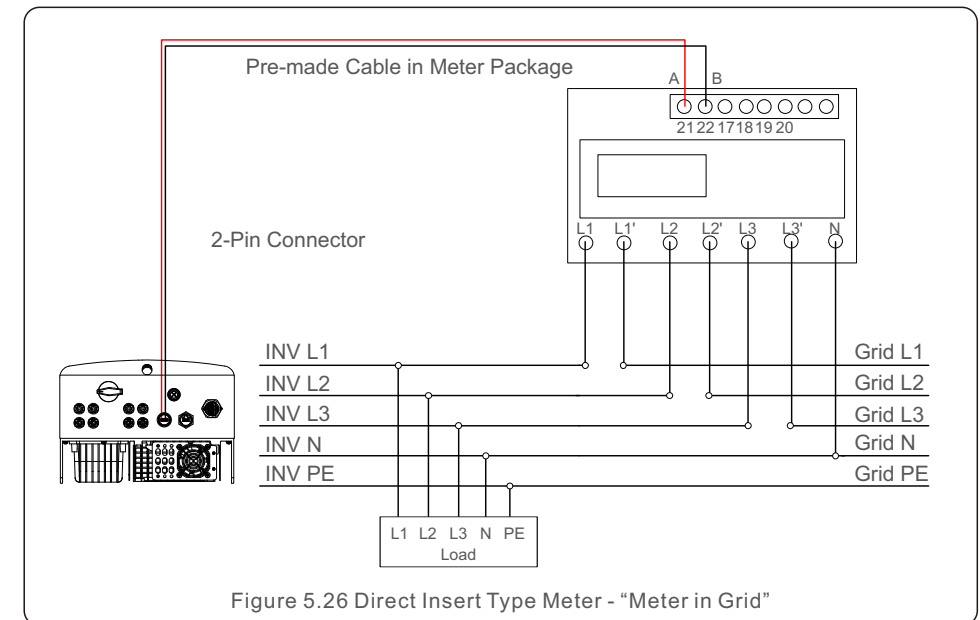 Pre-made Cable in Meter Package
A B
21 22 17 18 19 20
L1 L1' L2 L2' L3 L3' N
2-Pin Connector
INV L1 Grid L1
INV L2 Grid L2
INV L3 Grid L3
INV N Grid N
INV PE Grid PE
L1 L2 L3 N PE
Load
Figure 5.26 Direct Insert Type Meter - “Meter in Grid”